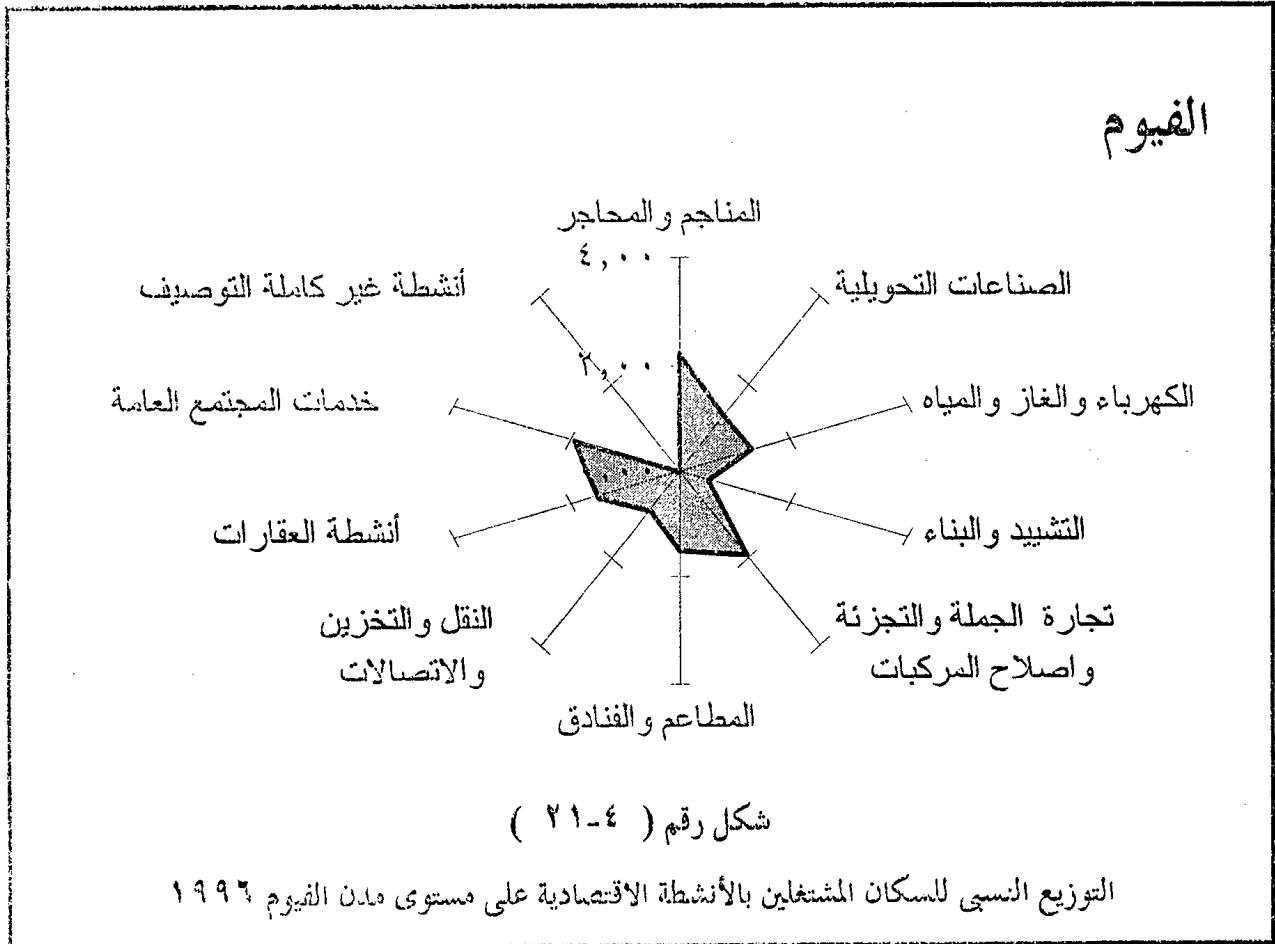 الفيوم
المناجم والمحاجر
٤,٠٠
أنشطة غير كاملة التوصيف
الصناعات التحويلية
٢,٠٠
خدمات المجتمع العامة
الكهرباء والغاز والمياه
٠,٠٠
أنشطة العقارات
التشييد والبناء
النقل والتخزين
والاتصالات
تجارة الجملة والتجزئة
واصلاح المركبات
المطاعم والفنادق
شكل رقم ( ٤-٢١ )
التوزيع النسبي للسكان المشتغلين بالأنشطة الاقتصادية على مستوى مدن الفيوم ١٩٩٦